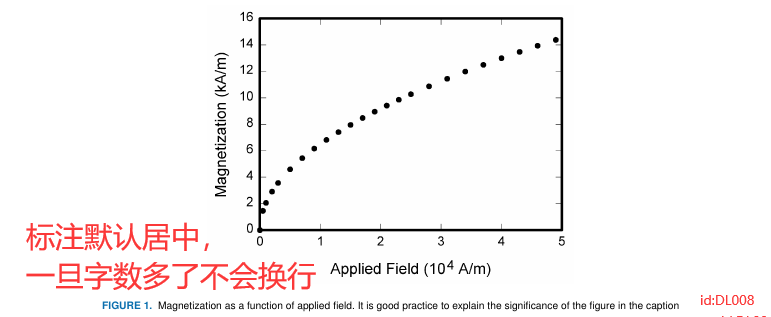 16
14
12
10
8
6
4
2
0
Magnetization (kA/m)
0 1 2 3 4 5
Applied Field (10⁴ A/m)
标注默认居中，
一旦字数多了不会换行
FIGURE 1. Magnetization as a function of applied field. It is good practice to explain the significance of the figure in the caption
id:DL008